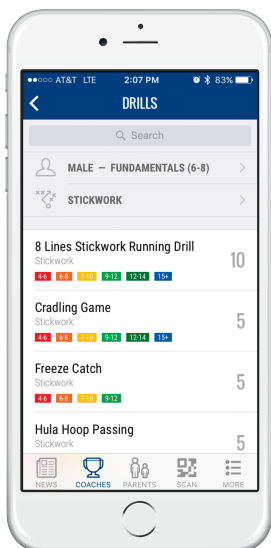 AT&T LTE 2:07 PM 83%
DRILLS
Search
MALE – FUNDAMENTALS (6-8)
STICKWORK
8 Lines Stickwork Running Drill
Stickwork
10
4-6 6-8 7-10 9-12 12-14 15+
Cradling Game
Stickwork
5
4-6 6-8 7-10 9-12 12-14 15+
Freeze Catch
Stickwork
5
4-6 6-8 7-10 9-12
Hula Hoop Passing
Stickwork
5
NEWS COACHES PARENTS SCAN MORE